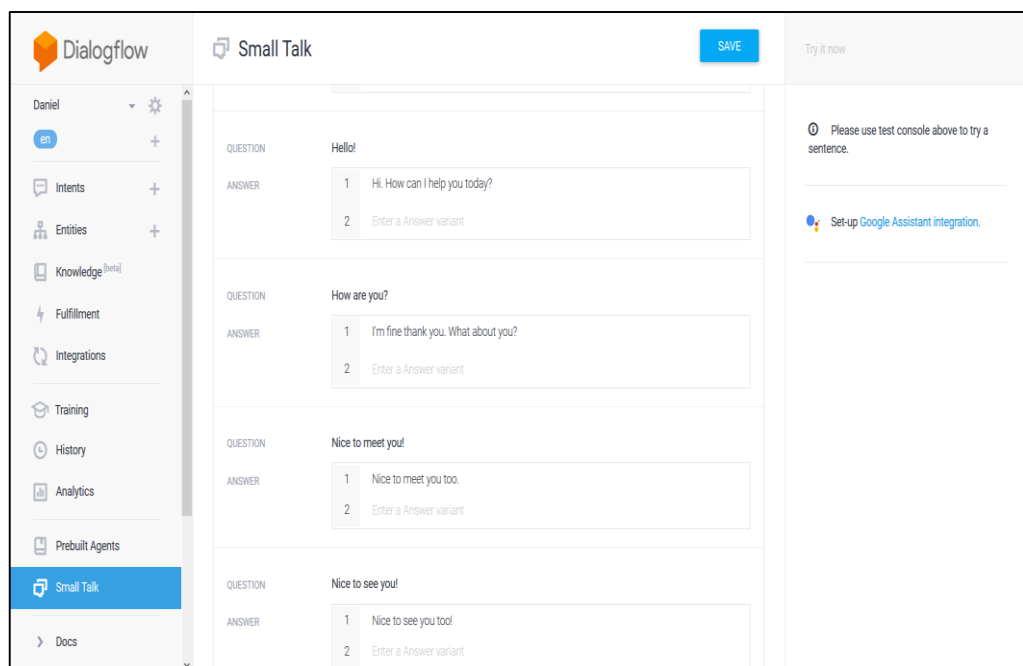 Dialogflow
Daniel
en
Intents
Entities
Knowledge [beta]
Fulfillment
Integrations
Training
History
Analytics
Prebuilt Agents
Small Talk
Docs
Small Talk
SAVE
QUESTION Hello!
ANSWER 1 Hi. How can I help you today?
2 Enter a Answer variant
QUESTION How are you?
ANSWER 1 I'm fine thank you. What about you?
2 Enter a Answer variant
QUESTION Nice to meet you!
ANSWER 1 Nice to meet you too.
2 Enter a Answer variant
QUESTION Nice to see you!
ANSWER 1 Nice to see you too!
2 Enter a Answer variant
Try it now
Please use test console above to try a
sentence.
Set-up Google Assistant integration.